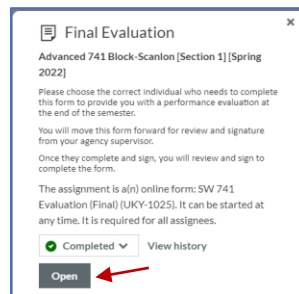 Final Evaluation
Advanced 741 Block-Scanlon [Section 1] [Spring
2022]
Please choose the correct individual who needs to complete
this form to provide you with a performance evaluation at
the end of the semester.
You will move this form forward for review and signature
from your agency supervisor.
Once they complete and sign, you will review and sign to
complete the form.
The assignment is a(n) online form: SW 741
Evaluation (Final) (UKY-1025). It can be started at
any time. It is required for all assignees.
Completed View history
Open